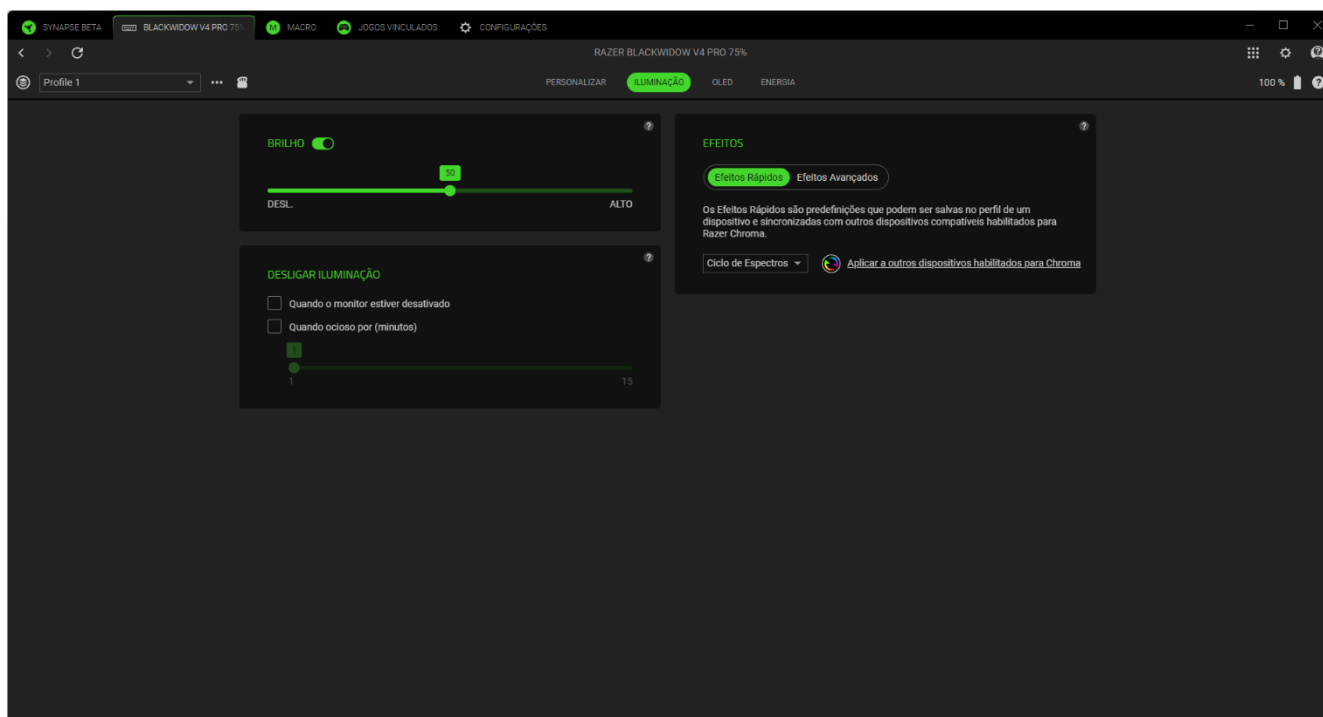 SYNAPSE BETA
BLACKWIDOW V4 PRO 75%
MACRO
JOGOS VINCULADOS
CONFIGURAÇÕES
RAZER BLACKWIDOW V4 PRO 75%
Profile 1
PERSONALIZAR
ILUMINAÇÃO
OLED
ENERGIA
100 %
BRILHO
50
DESL.
ALTO
DESLIGAR ILUMINAÇÃO
Quando o monitor estiver desativado
Quando ocioso por (minutos)
1
1
15
EFEITOS
Efeitos Rápidos
Efeitos Avançados
Os Efeitos Rápidos são predefinições que podem ser salvas no perfil de um
dispositivo e sincronizadas com outros dispositivos compatíveis habilitados para
Razer Chroma.
Ciclo de Espectros
Aplicar a outros dispositivos habilitados para Chroma